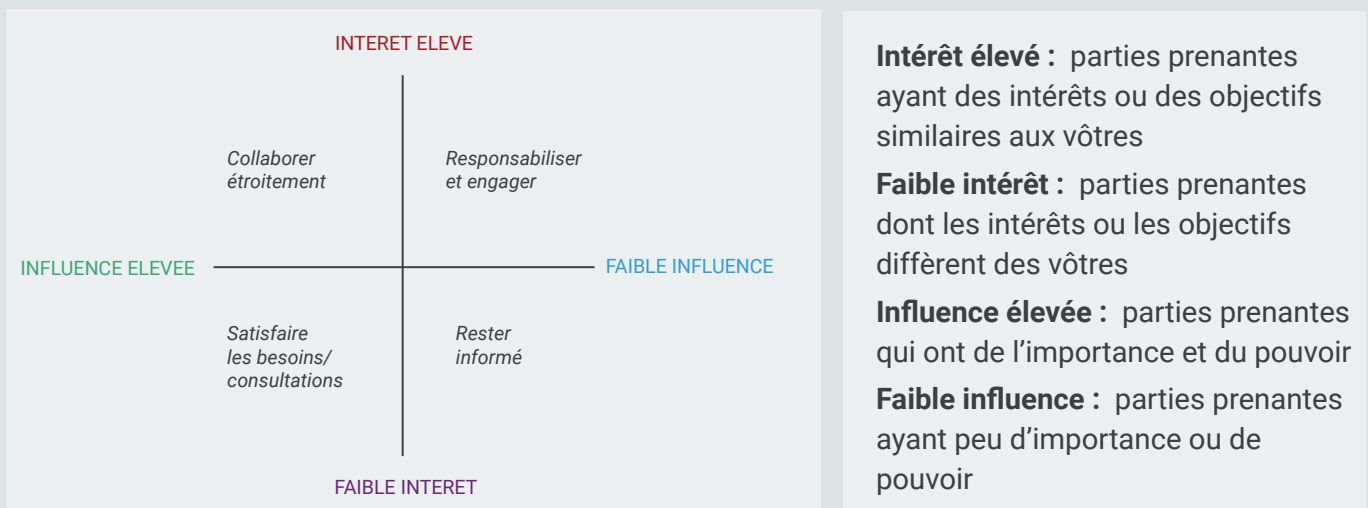 INTERET ELEVE
Collaborer
étroitement
Responsabiliser
et engager
INFLUENCE ELEVEE
FAIBLE INFLUENCE
Satisfaire
les besoins/
consultations
Rester
informé
FAIBLE INTERET
Intérêt élevé : parties prenantes
ayant des intérêts ou des objectifs
similaires aux vôtres
Faible intérêt : parties prenantes
dont les intérêts ou les objectifs
diffèrent des vôtres
Influence élevée : parties prenantes
qui ont de l’importance et du pouvoir
Faible influence : parties prenantes
ayant peu d’importance ou de
pouvoir